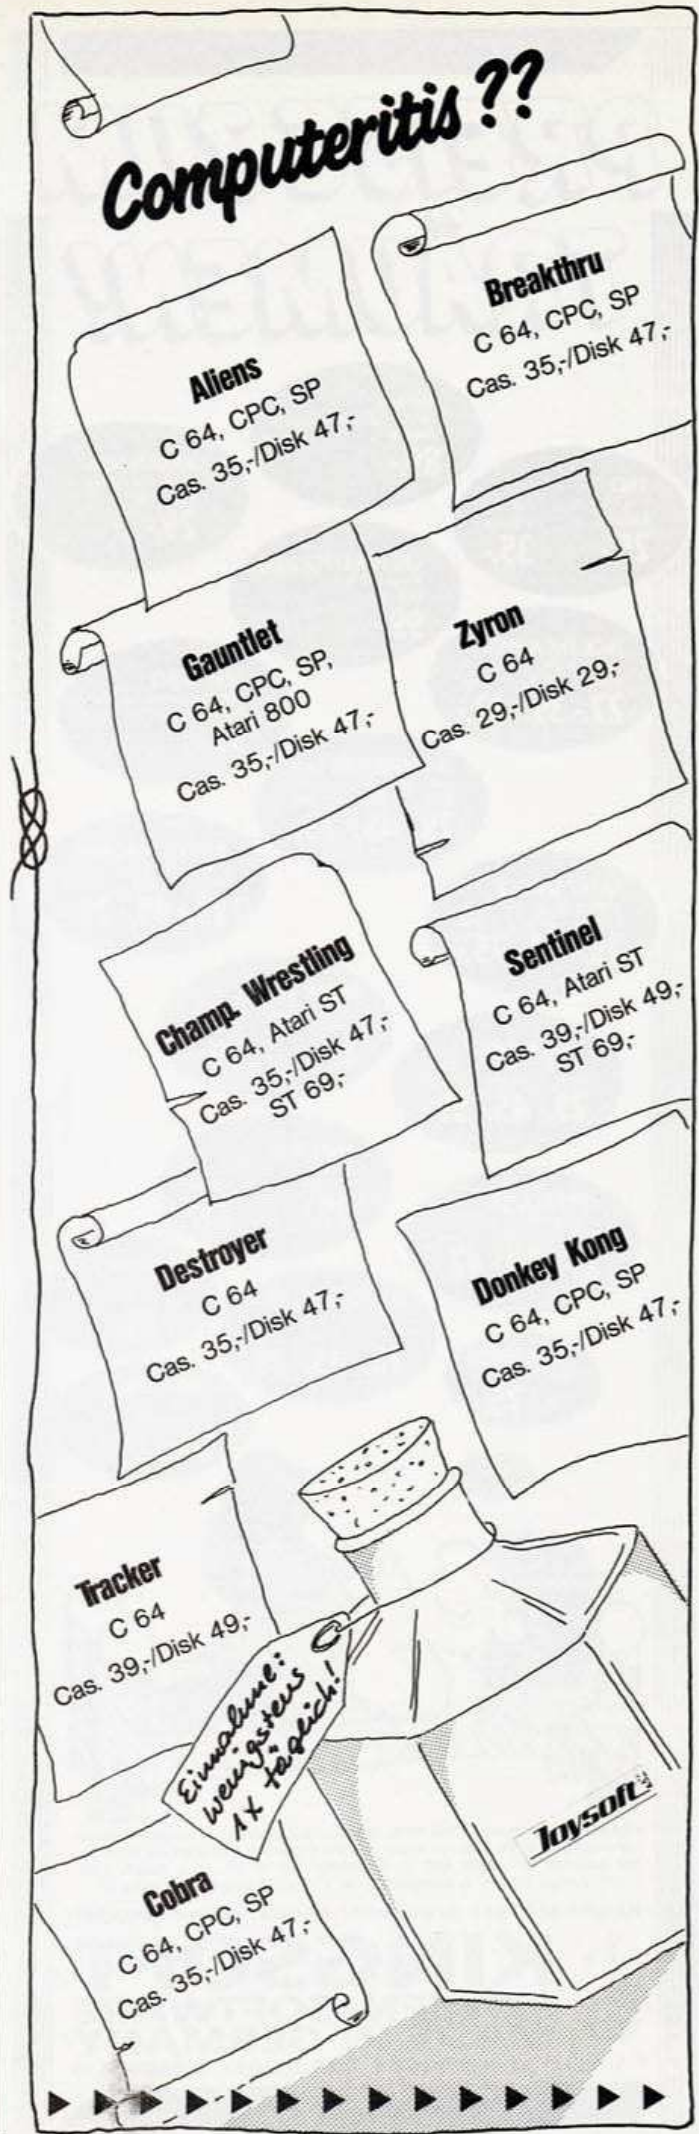 Computeritis??
Breakthru
C 64, CPC, SP
Cas. 35,-/Disk 47,-
Aliens
C 64, CPC, SP
Cas. 35,-/Disk 47,-
Gauntlet
C 64, CPC, SP,
Atari 800
Cas. 35,-/Disk 47,-
Zyron
C 64
Cas. 29,-/Disk 29,-
Champ. Wrestling
C 64, Atari ST
Cas. 35,-/Disk 47,-
ST 69,-
Sentinel
C 64, Atari ST
Cas. 39,-/Disk 49,-
ST 69,-
Destroyer
C 64
Cas. 35,-/Disk 47,-
Donkey Kong
C 64, CPC, SP
Cas. 35,-/Disk 47,-
Tracker
C 64
Cas. 39,-/Disk 49,-
Einnahme:
wenigstens
1x täglich!
Joysoft
Cobra
C 64, CPC, SP
Cas. 35,-/Disk 47,-